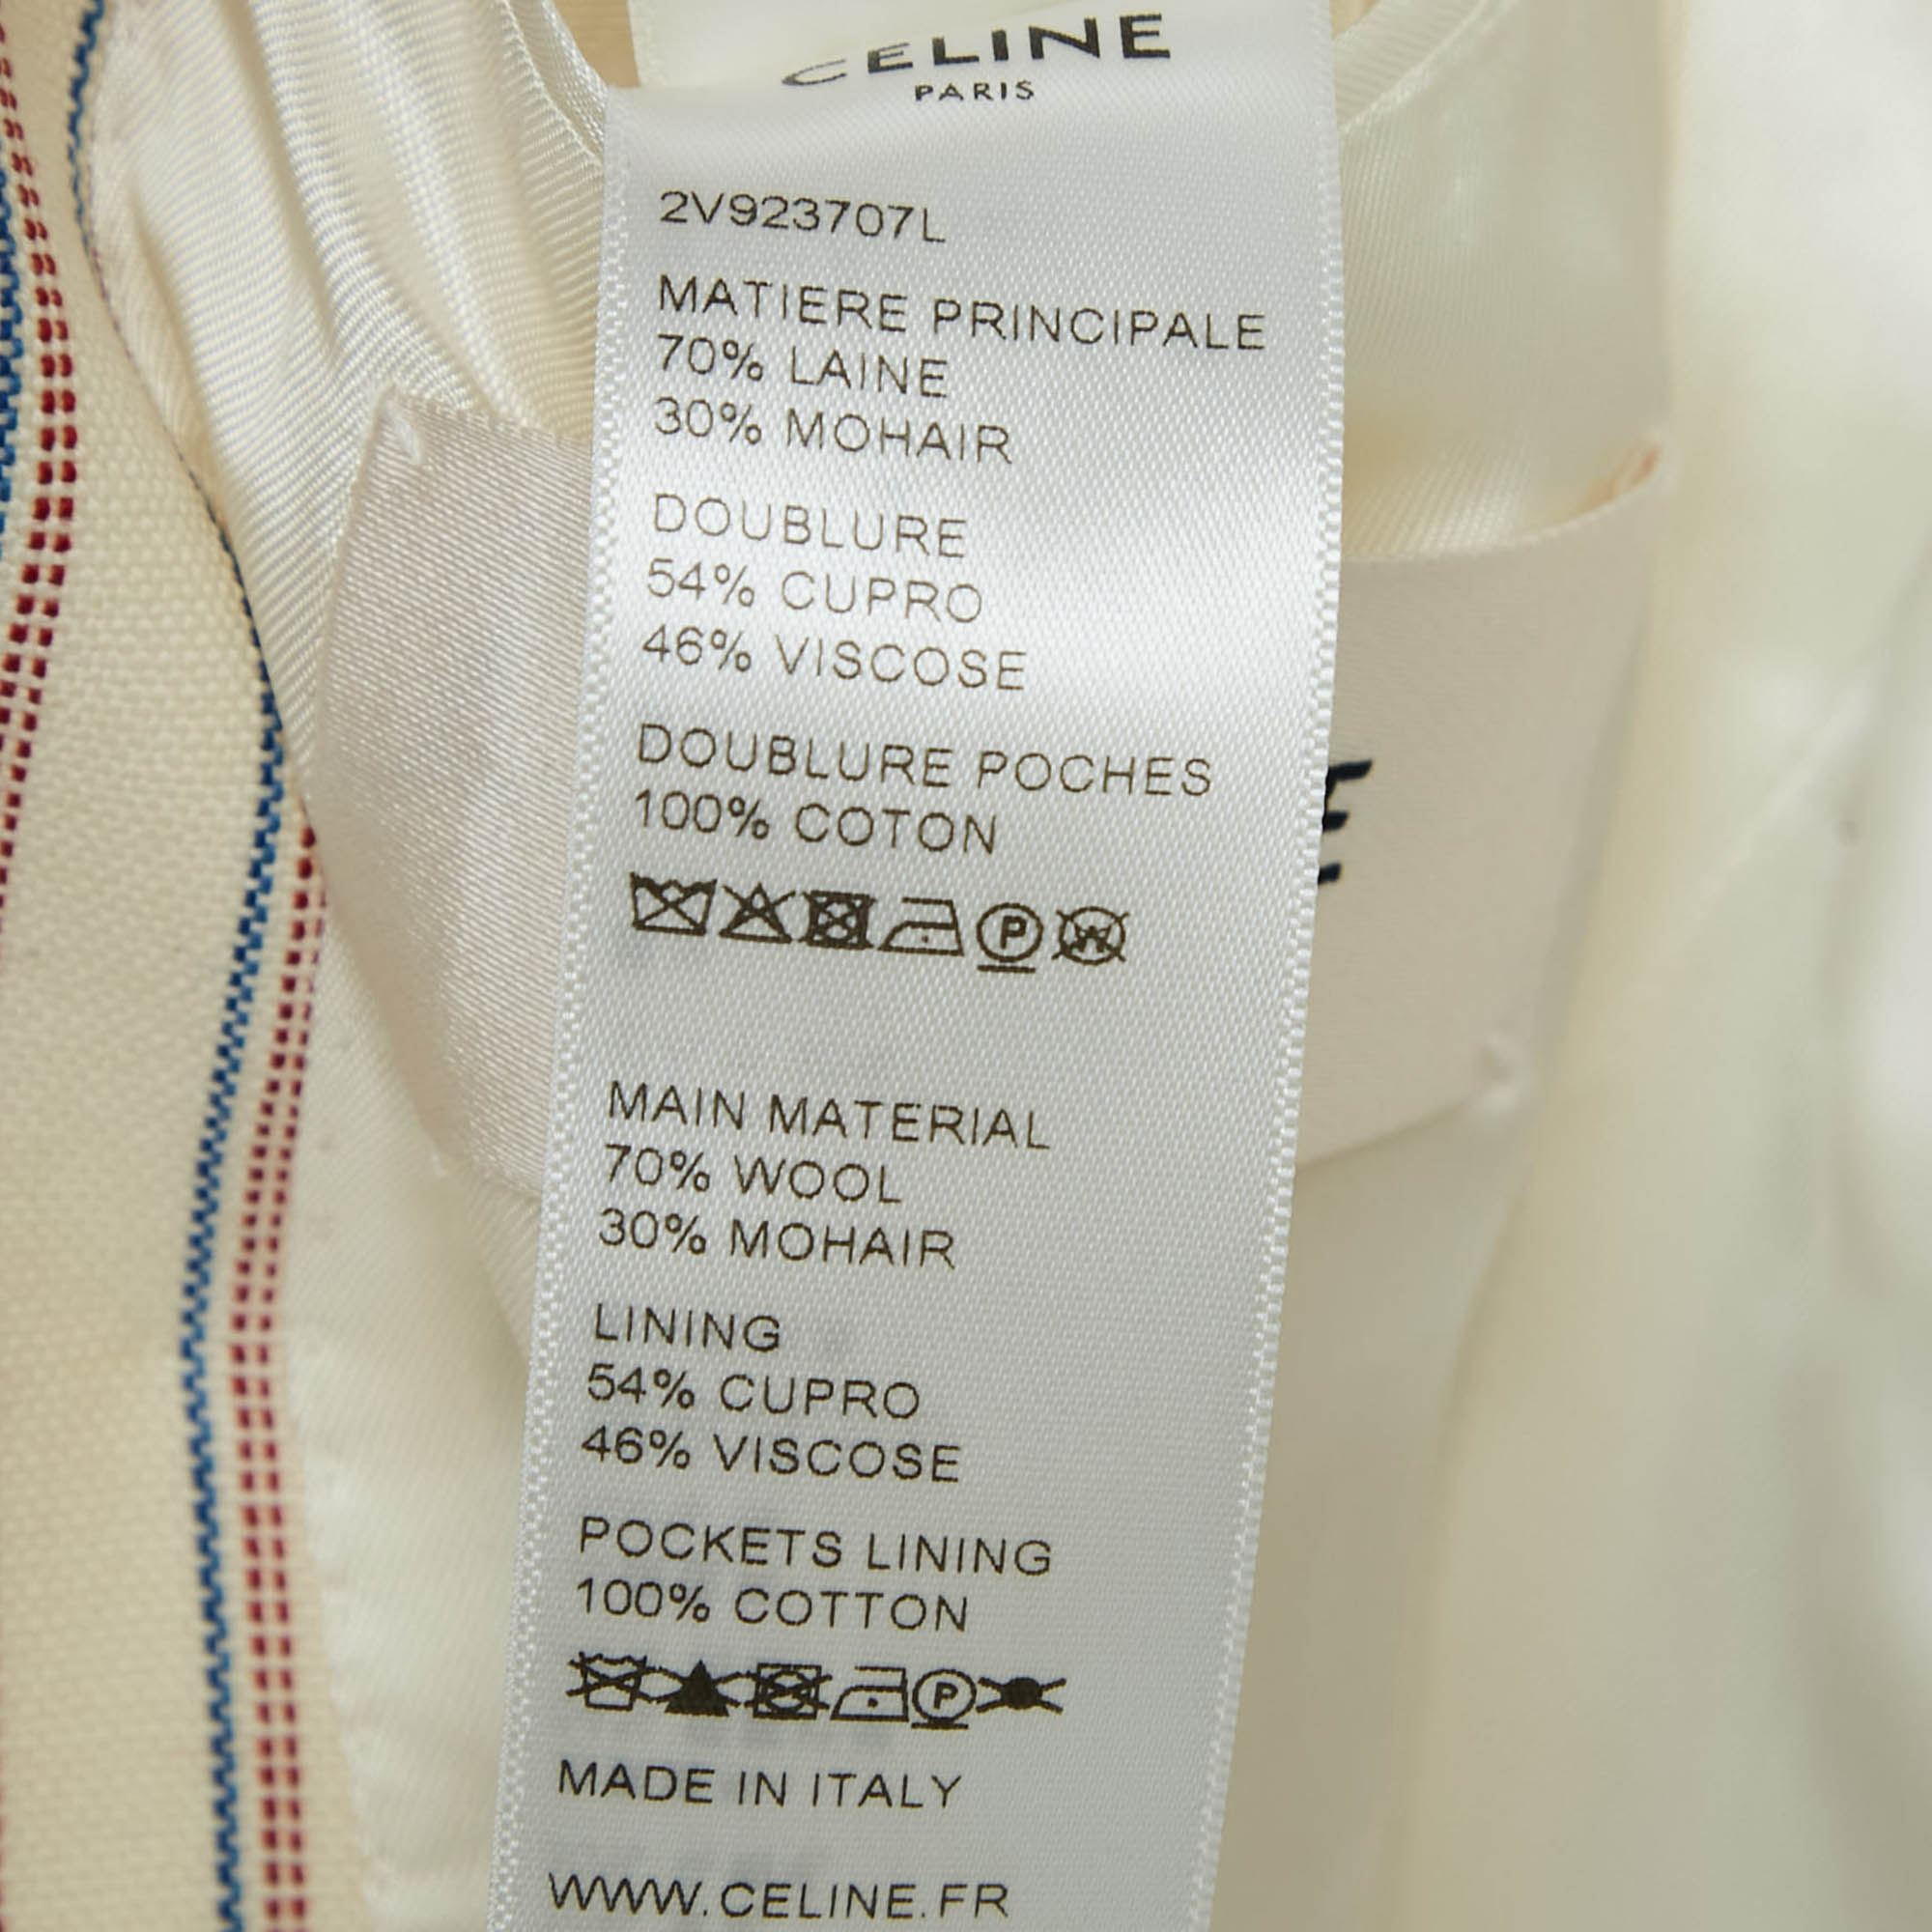 CELINE
PARIS
2V923707L
MATIERE PRINCIPALE
70% LAINE
30% MOHAIR
DOUBLURE
54% CUPRO
46% VISCOSE
DOUBLURE POCHES
100% COTON
P W
MAIN MATERIAL
70% WOOL
30% MOHAIR
LINING
54% CUPRO
46% VISCOSE
POCKETS LINING
100% COTTON
P
MADE IN ITALY
WWW.CELINE.FR
E